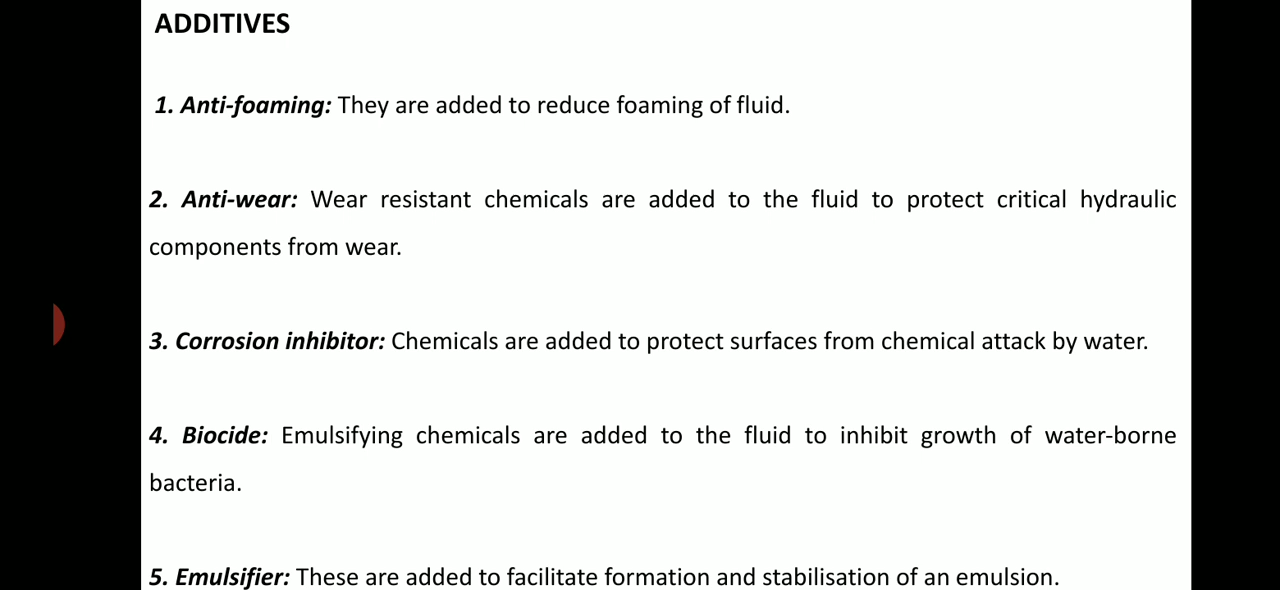 ADDITIVES
1. Anti-foaming: They are added to reduce foaming of fluid.
2. Anti-wear: Wear resistant chemicals are added to the fluid to protect critical hydraulic
components from wear.
3. Corrosion inhibitor: Chemicals are added to protect surfaces from chemical attack by water.
4. Biocide: Emulsifying chemicals are added to the fluid to inhibit growth of water-borne
bacteria.
5. Emulsifier: These are added to facilitate formation and stabilisation of an emulsion.